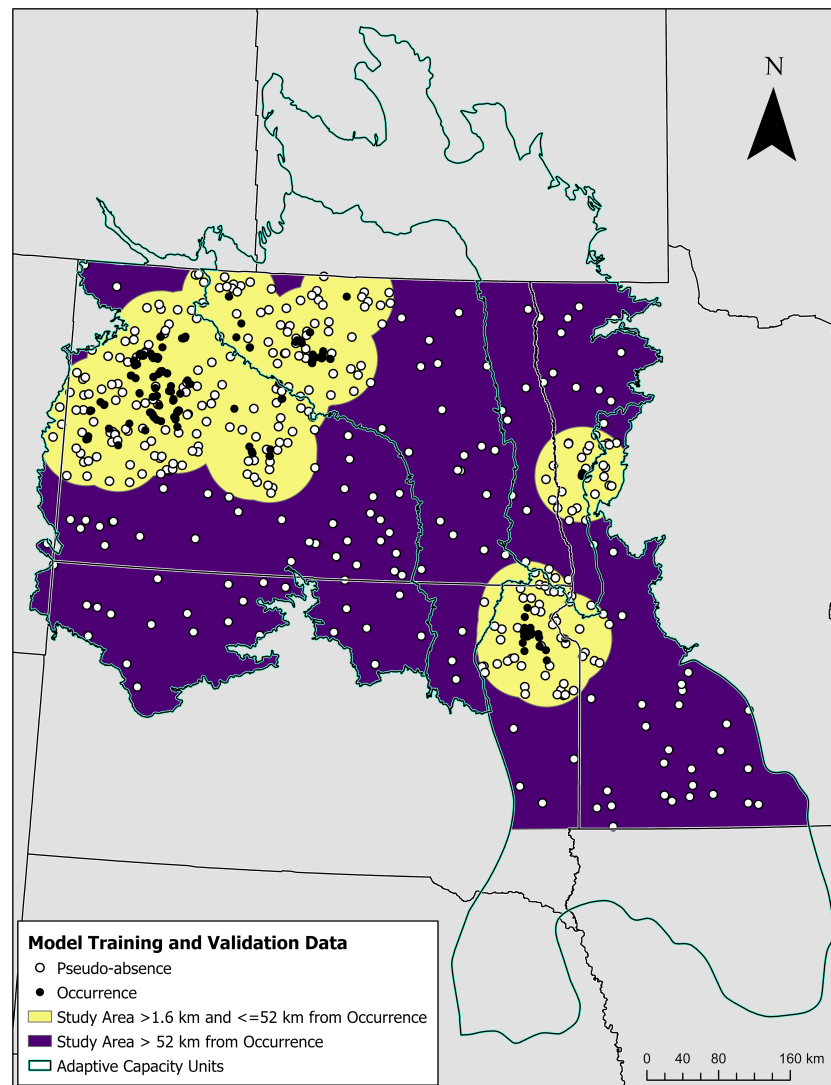 N
Model Training and Validation Data
Pseudo-absence
Occurrence
Study Area >1.6 km and <=52 km from Occurrence
Study Area > 52 km from Occurrence
Adaptive Capacity Units
0 40 80 160 km